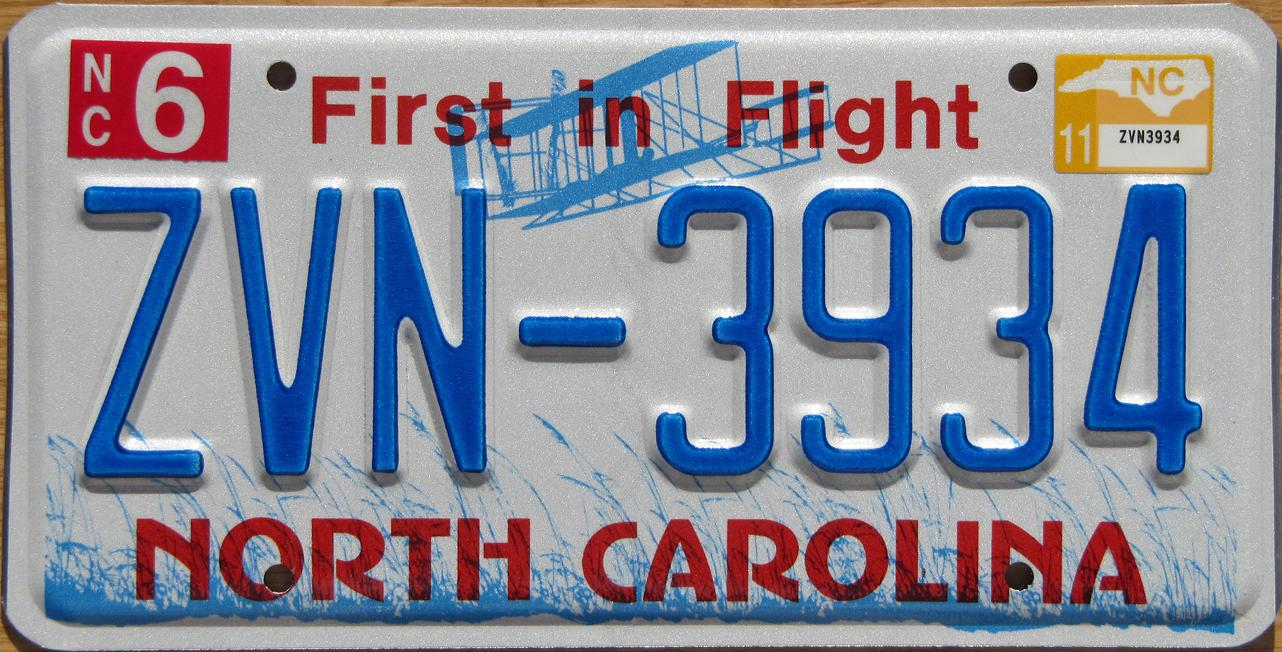 NC 6
First in Flight
NC
11 ZVN3934
ZVN-3934
NORTH CAROLINA